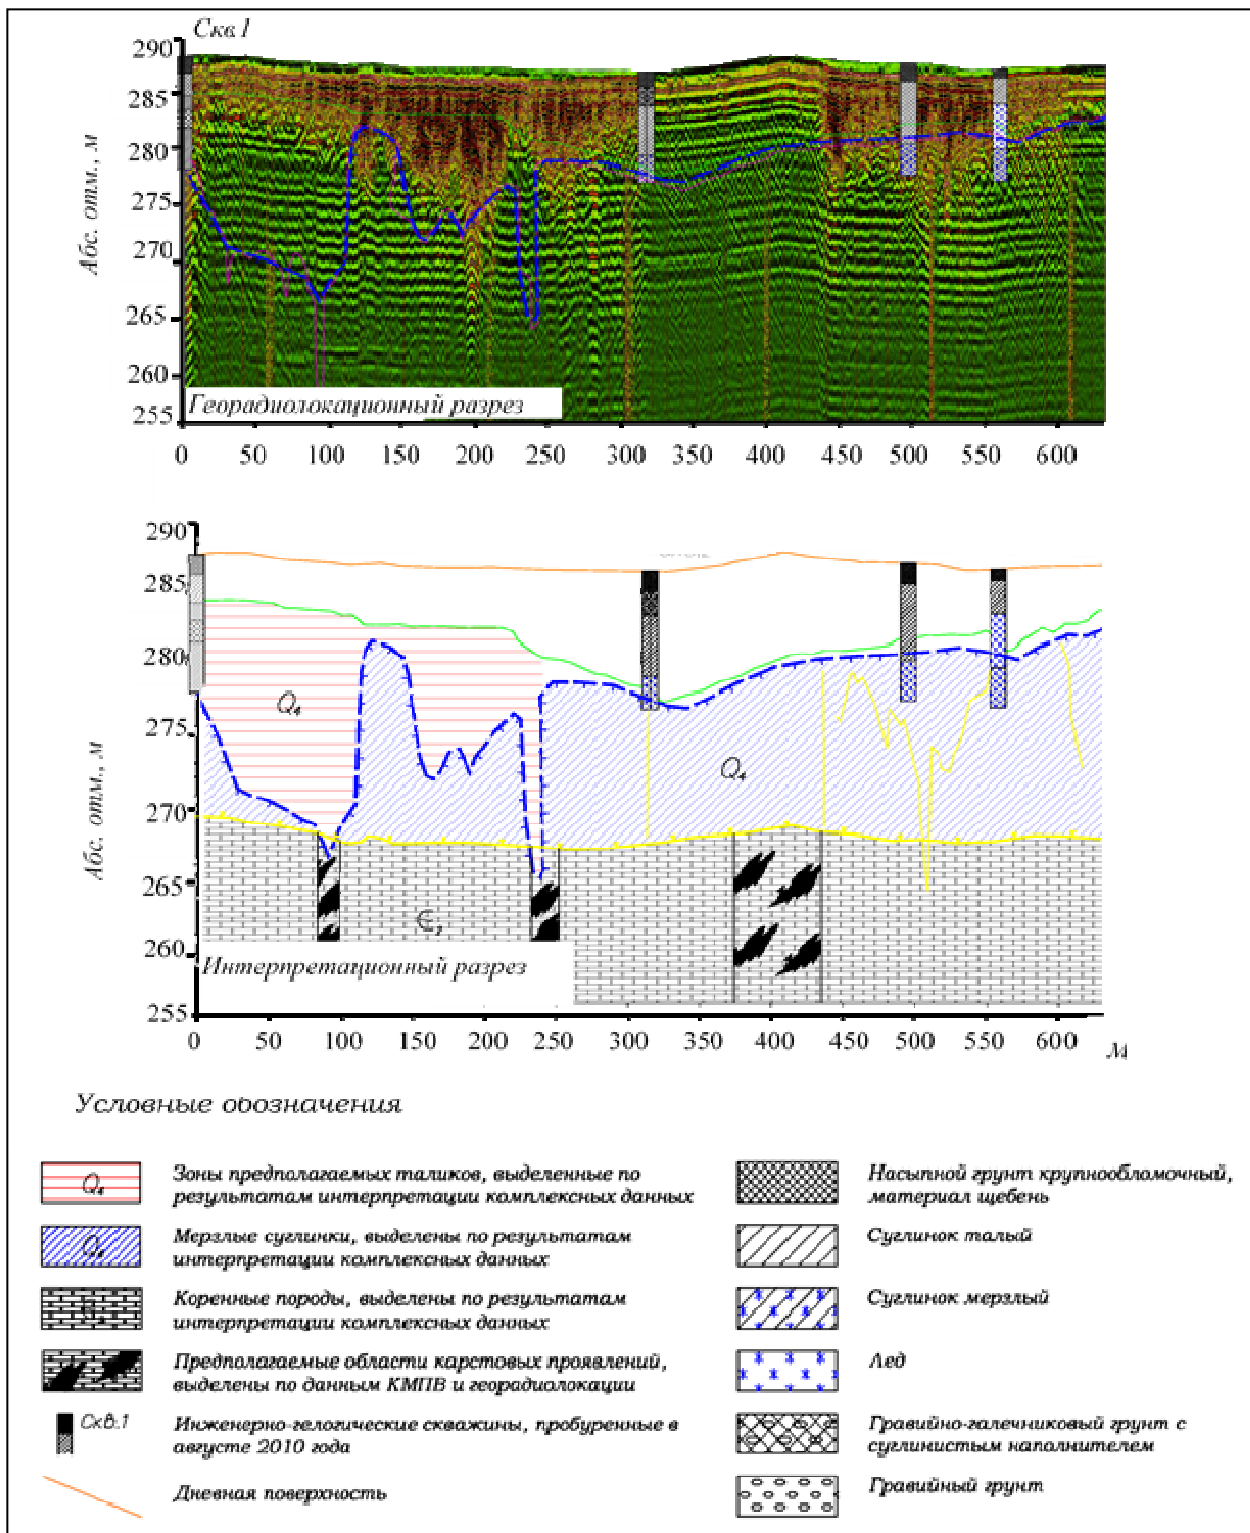 Скв.1
290
285
280
275
270
265
260
255
Абс. отм., м
Георадиолокационный разрез
0 50 100 150 200 250 300 350 400 450 500 550 600
290
285
280
275
270
265
260
255
Абс. отм., м
Q₄
Q₄
Интерпретационный разрез
0 50 100 150 200 250 300 350 400 450 500 550 600
м
Условные обозначения
Q₄
Зоны предполагаемых таликов, выделенные по
результатам интерпретации комплексных данных
Q₄
Мерзлые суглинки, выделены по результатам
интерпретации комплексных данных
Коренные породы, выделены по результатам
интерпретации комплексных данных
Предполагаемые области карстовых проявлений,
выделены по данным КМПВ и георадиолокации
Скв.1
Инженерно-гелогические скважины, пробуренные в
августе 2010 года
Дневная поверхность
Насыпной грунт крупнообломочный,
материал щебень
Суглинок талый
Суглинок мерзлый
Лед
Гравийно-галечниковый грунт с
суглинистым наполнителем
Гравийный грунт